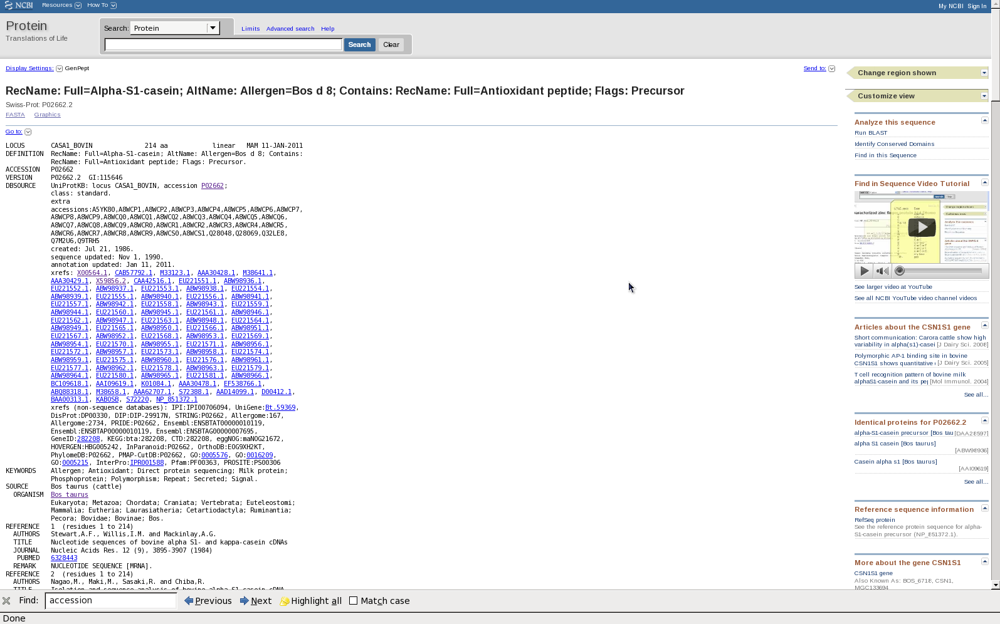 NCBI Resources How To My NCBI Sign In
Protein
Translations of Life
Search: Protein
Limits Advanced search Help
Search Clear
Display Settings: GenPept Send to:
RecName: Full=Alpha-S1-casein; AltName: Allergen=Bos d 8; Contains: RecName: Full=Antioxidant peptide; Flags: Precursor
Swiss-Prot: P02662.2
FASTA Graphics
Go to:
LOCUS CASA1_BOVIN 214 aa linear MAM 11-JAN-2011
DEFINITION RecName: Full=Alpha-S1-casein; AltName: Allergen=Bos d 8; Contains:
RecName: Full=Antioxidant peptide; Flags: Precursor.
ACCESSION P02662
VERSION P02662.2 GI:115646
DBSOURCE UniProtKB: locus CASA1_BOVIN, accession P02662;
class: standard.
extra
accessions:A5YK80,A8WCP1,A8WCP2,A8WCP3,A8WCP4,A8WCP5,A8WCP6,A8WCP7,
A8WCP8,A8WCP9,A8WCQ0,A8WCQ1,A8WCQ2,A8WCQ3,A8WCQ4,A8WCQ5,A8WCQ6,
A8WCQ7,A8WCQ8,A8WCQ9,A8WCR0,A8WCR1,A8WCR2,A8WCR3,A8WCR4,A8WCR5,
A8WCR6,A8WCR7,A8WCR8,A8WCR9,A8WCS0,A8WCS1,Q28048,Q28069,Q32LE8,
Q7M2U6,Q9TRH5
created: Jul 21, 1986.
sequence updated: Nov 1, 1990.
annotation updated: Jan 11, 2011.
xrefs: X00564.1, CAB57792.1, M33123.1, AAA30428.1, M38641.1,
AAA30429.1, X59856.2, CAA42516.1, EU221551.1, ABW98936.1,
EU221552.1, ABW98937.1, EU221553.1, ABW98938.1, EU221554.1,
ABW98939.1, EU221555.1, ABW98940.1, EU221556.1, ABW98941.1,
EU221557.1, ABW98942.1, EU221558.1, ABW98943.1, EU221559.1,
ABW98944.1, EU221560.1, ABW98945.1, EU221561.1, ABW98946.1,
EU221562.1, ABW98947.1, EU221563.1, ABW98948.1, EU221564.1,
ABW98949.1, EU221565.1, ABW98950.1, EU221566.1, ABW98951.1,
EU221567.1, ABW98952.1, EU221568.1, ABW98953.1, EU221569.1,
ABW98954.1, EU221570.1, ABW98955.1, EU221571.1, ABW98956.1,
EU221572.1, ABW98957.1, EU221573.1, ABW98958.1, EU221574.1,
ABW98959.1, EU221575.1, ABW98960.1, EU221576.1, ABW98961.1,
EU221577.1, ABW98962.1, EU221578.1, ABW98963.1, EU221579.1,
ABW98964.1, EU221580.1, ABW98965.1, EU221581.1, ABW98966.1,
BC109618.1, AAI09619.1, K01084.1, AAA30478.1, EF538766.1,
ABQ88318.1, M38658.1, AAA62707.1, S72388.1, AAD14099.1, D00412.1,
BAA00313.1, KABOSB, S72220, NP_851372.1
xrefs (non-sequence databases): IPI:IPI00706094, UniGene:Bt.59369,
DisProt:DP00330, DIP:DIP-29917N, STRING:P02662, Allergome:167,
Allergome:2734, PRIDE:P02662, Ensembl:ENSBTAT00000010119,
Ensembl:ENSBTAP00000010119, Ensembl:ENSBTAG00000007695,
GeneID:282208, KEGG:bta:282208, CTD:282208, eggNOG:maNOG21672,
HOVERGEN:HBG005242, InParanoid:P02662, OrthoDB:EOG9XH2KT,
PhylomeDB:P02662, PMAP-CutDB:P02662, GO:0005576, GO:0016209,
GO:0005215, InterPro:IPR001588, Pfam:PF00363, PROSITE:PS00306
KEYWORDS Allergen; Antioxidant; Direct protein sequencing; Milk protein;
Phosphoprotein; Polymorphism; Repeat; Secreted; Signal.
SOURCE Bos taurus (cattle)
ORGANISM Bos taurus
Eukaryota; Metazoa; Chordata; Craniata; Vertebrata; Euteleostomi;
Mammalia; Eutheria; Laurasiatheria; Cetartiodactyla; Ruminantia;
Pecora; Bovidae; Bovinae; Bos.
REFERENCE 1 (residues 1 to 214)
AUTHORS Stewart,A.F., Willis,I.M. and Mackinlay,A.G.
TITLE Nucleotide sequences of bovine alpha S1- and kappa-casein cDNAs
JOURNAL Nucleic Acids Res. 12 (9), 3895-3907 (1984)
PUBMED 6328443
REMARK NUCLEOTIDE SEQUENCE [MRNA].
REFERENCE 2 (residues 1 to 214)
AUTHORS Nagao,M., Maki,M., Sasaki,R. and Chiba,R.
TITLE Isolation and sequence analysis of bovine alpha-S1-casein cDNA
Change region shown
Customize view
Analyze this sequence
Run BLAST
Identify Conserved Domains
Find in this Sequence
Find in Sequence Video Tutorial
See larger video at YouTube
See all NCBI YouTube video channel videos
Articles about the CSN1S1 gene
Short communication: Carora cattle show high
variability in alpha(s1)-casei [J Dairy Sci. 2008]
Polymorphic AP-1 binding site in bovine
CSN1S1 shows quantitative [J Dairy Sci. 2005]
T cell recognition pattern of bovine milk
alphaS1-casein and its pep [Mol Immunol. 2004]
See all...
Identical proteins for P02662.2
alpha-S1-casein precursor [Bos tau [DAA28597]
alpha S1 casein [Bos taurus]
[ABW98936]
Casein alpha s1 [Bos taurus]
[AAI09619]
See all...
Reference sequence information
RefSeq protein
See the reference protein sequence for alpha-
S1-casein precursor (NP_851372.1).
More about the gene CSN1S1
CSN1S1 gene
Also Known As: BOS_6718, CSN1,
MGC133694
Find: accession Previous Next Highlight all Match case
Done